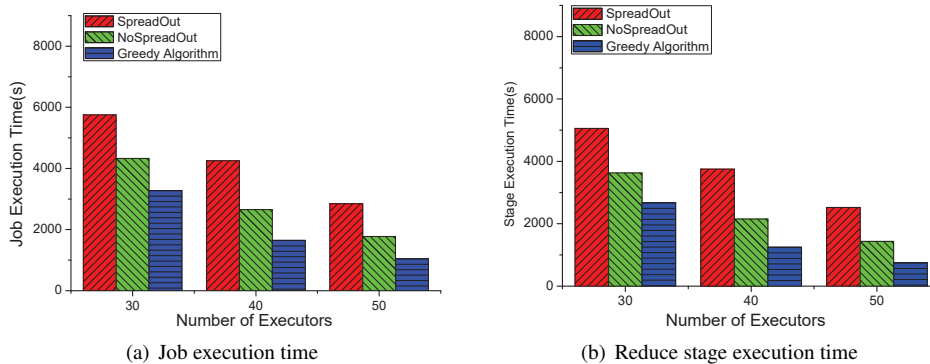 SpreadOut
NoSpreadOut
Greedy Algorithm
8000
6000
4000
2000
0
Job Execution Time(s)
30
40
50
Number of Executors
(a) Job execution time
SpreadOut
NoSpreadOut
Greedy Algorithm
8000
6000
4000
2000
0
Stage Execution Time(s)
30
40
50
Number of Executors
(b) Reduce stage execution time